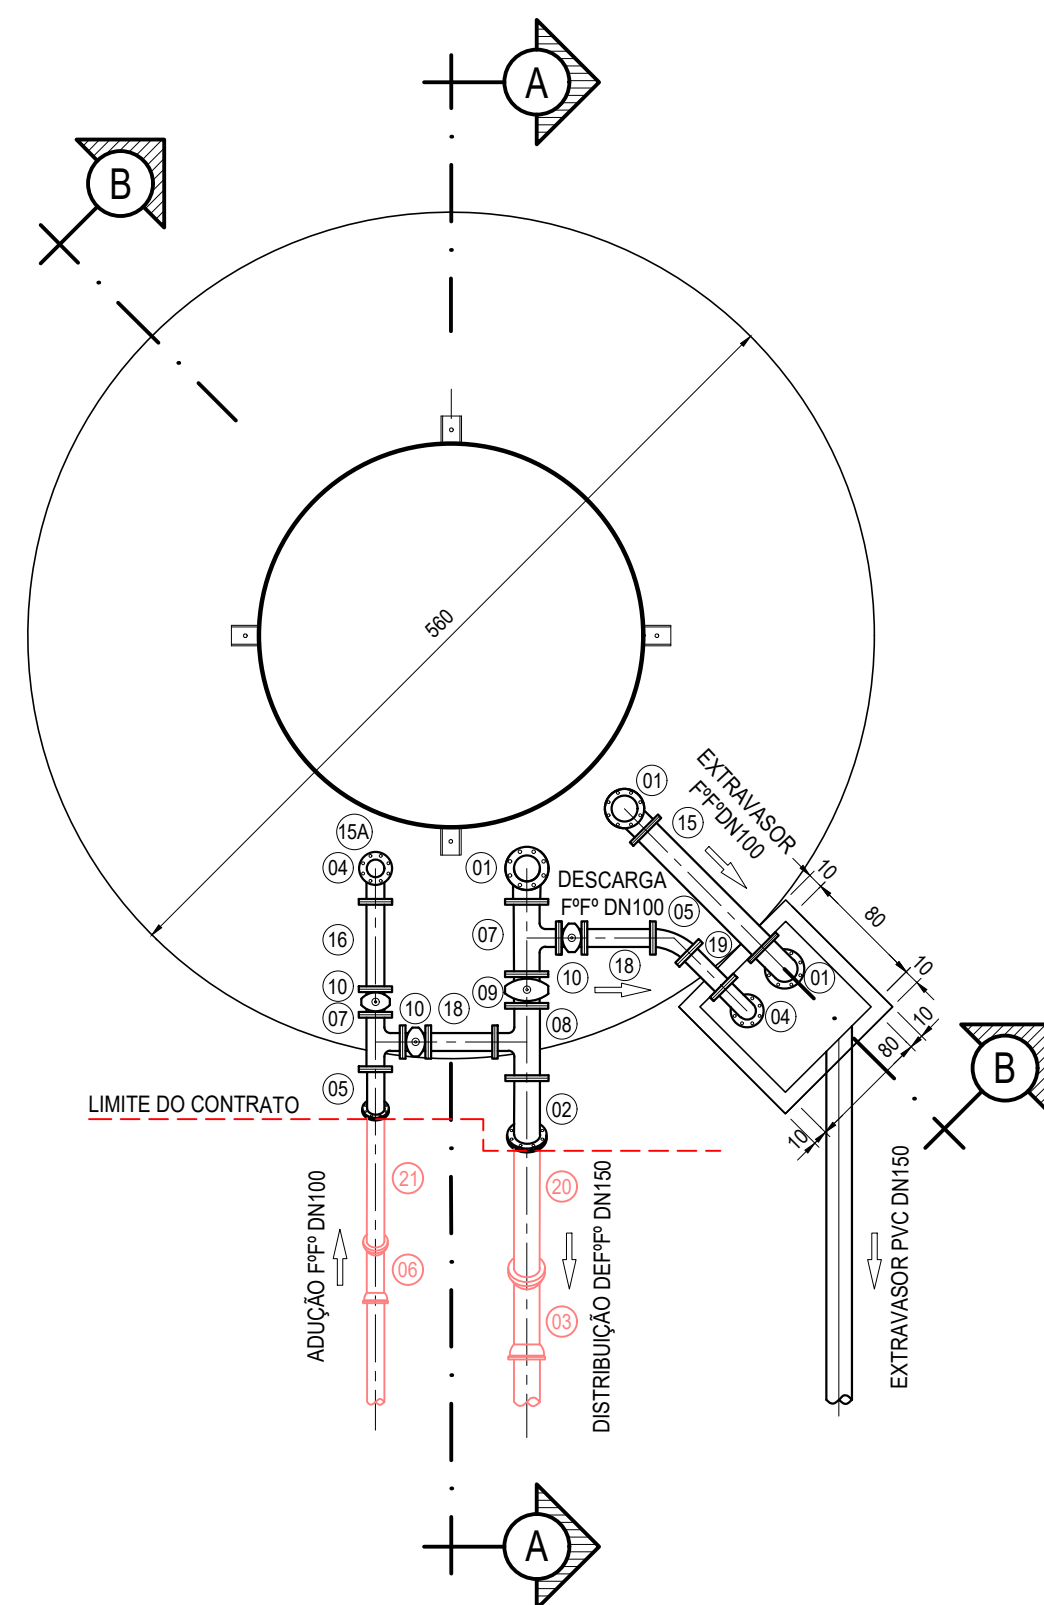 A
B
560
01
EXTRAVASOR
FºFºDN100
15
15A
04
01
DESCARGA
FºFº DN100
05
10
80
10
07
19
16
01
10
09
10
18
04
10
07
10
18
08
10
80
05
02
10
B
LIMITE DO CONTRATO
21
20
ADUÇÃO FºFº DN100
06
03
DISTRIBUIÇÃO DEFºFº DN150
EXTRAVASOR PVC DN150
A